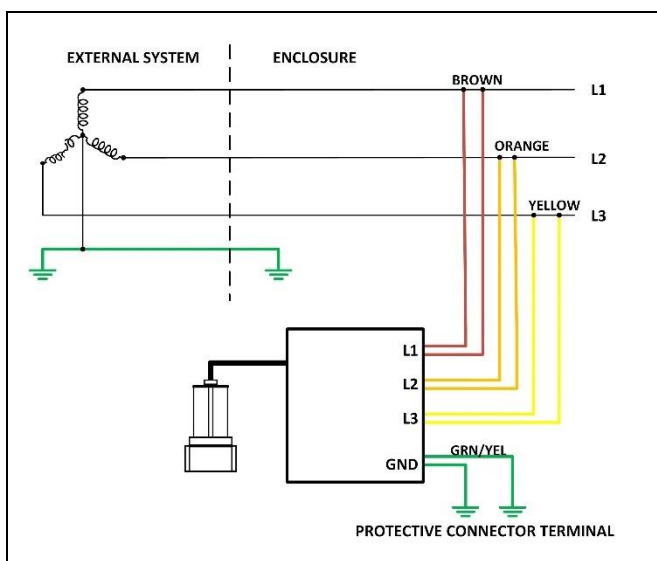 EXTERNAL SYSTEM ENCLOSURE
BROWN
L1
ORANGE
L2
YELLOW
L3
L1
L2
L3
GRN/YEL
GND
PROTECTIVE CONNECTOR TERMINAL